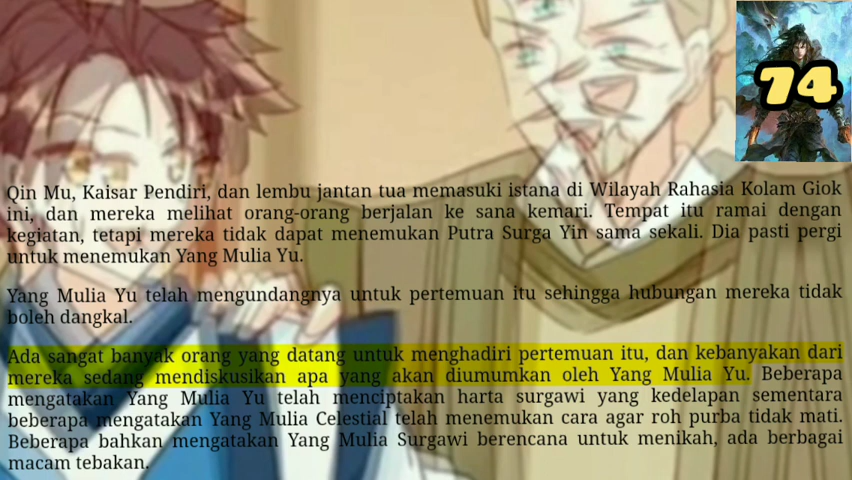 74
Qin Mu, Kaisar Pendiri, dan lembu jantan tua memasuki istana di Wilayah Rahasia Kolam Giok
ini, dan mereka melihat orang-orang berjalan ke sana kemari. Tempat itu ramai dengan
kegiatan, tetapi mereka tidak dapat menemukan Putra Surga Yin sama sekali. Dia pasti pergi
untuk menemukan Yang Mulia Yu.
Yang Mulia Yu telah mengundangnya untuk pertemuan itu sehingga hubungan mereka tidak
boleh dangkal.
Ada sangat banyak orang yang datang untuk menghadiri pertemuan itu, dan kebanyakan dari
mereka sedang mendiskusikan apa yang akan diumumkan oleh Yang Mulia Yu. Beberapa
mengatakan Yang Mulia Yu telah menciptakan harta surgawi yang kedelapan sementara
beberapa mengatakan Yang Mulia Celestial telah menemukan cara agar roh purba tidak mati.
Beberapa bahkan mengatakan Yang Mulia Surgawi berencana untuk menikah, ada berbagai
macam tebakan.